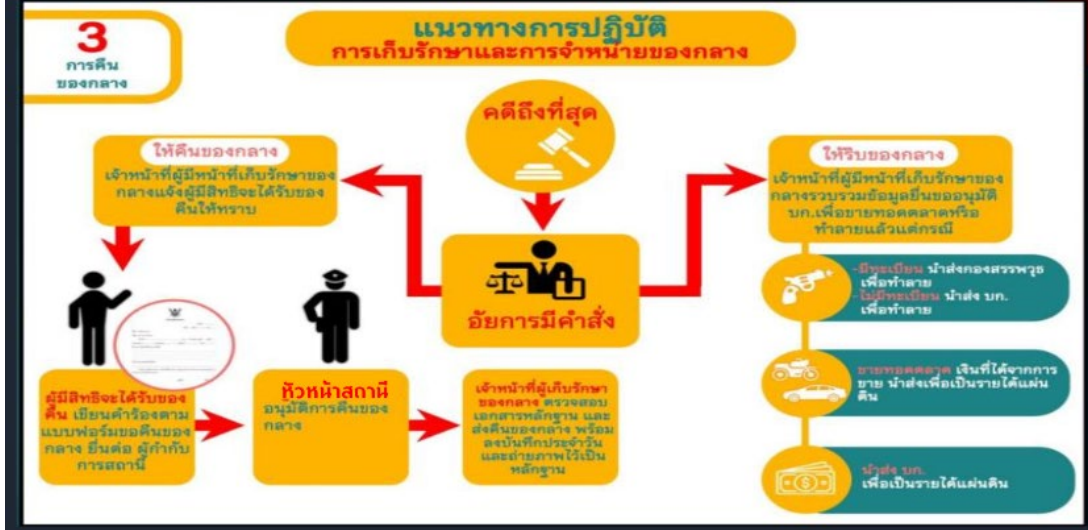 3
การคืน
ของกลาง
แนวทางการปฏิบัติ
การเก็บรักษาและการจำหน่ายของกลาง
คดีถึงที่สุด
ให้คืนของกลาง
เจ้าหน้าที่ผู้มีหน้าที่เก็บรักษาของ
กลางแจ้งผู้มีสิทธิจะได้รับของ
คืนให้ทราบ
ให้ริบของกลาง
เจ้าหน้าที่ผู้มีหน้าที่เก็บรักษาของ
กลางรวบรวมข้อมูลยื่นขออนุมัติ
บก.เพื่อขายทอดตลาดหรือ
ทำลายแล้วแต่กรณี
อัยการมีคำสั่ง
-มีทะเบียน นำส่งกองสรรพาวุธ
เพื่อทำลาย
-ไม่มีทะเบียน นำส่ง บก.
เพื่อทำลาย
ขายทอดตลาด เงินที่ได้จากการ
ขาย นำส่งเพื่อเป็นรายได้แผ่น
ดิน
นำส่ง บก.
เพื่อเป็นรายได้แผ่นดิน
ผู้มีสิทธิจะได้รับของ
คืน เขียนคำร้องตาม
แบบฟอร์มขอคืนของ
กลาง ยื่นต่อ ผู้กำกับ
การสถานี
หัวหน้าสถานี
อนุมัติการคืนของ
กลาง
เจ้าหน้าที่ผู้เก็บรักษา
ของกลาง ตรวจสอบ
เอกสารหลักฐาน และ
ส่งคืนของกลาง พร้อม
ลงบันทึกประจำวัน
และถ่ายภาพไว้เป็น
หลักฐาน